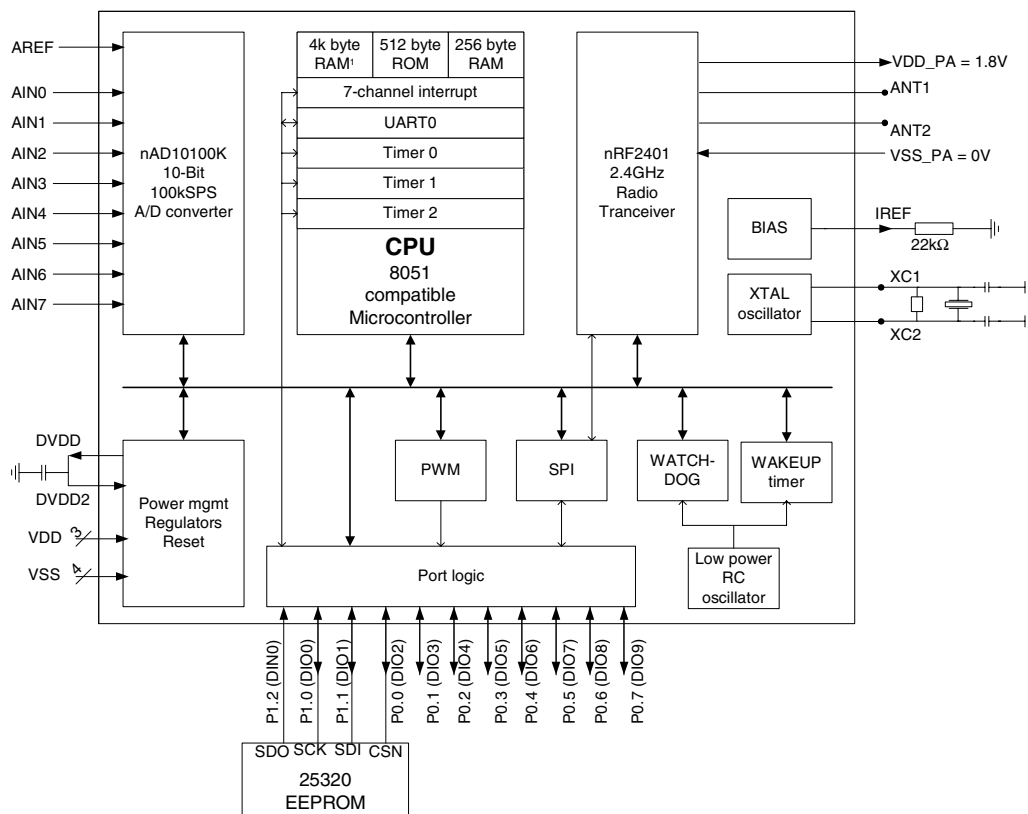 AREF
AIN0
AIN1
AIN2
AIN3
AIN4
AIN5
AIN6
AIN7
nAD10100K
10-Bit
100kSPS
A/D converter
4k byte
RAM¹
512 byte
ROM
256 byte
RAM
7-channel interrupt
UART0
Timer 0
Timer 1
Timer 2
CPU
8051
compatible
Microcontroller
nRF2401
2.4GHz
Radio
Tranceiver
VDD_PA = 1.8V
ANT1
ANT2
VSS_PA = 0V
BIAS
IREF
22kΩ
XTAL
oscillator
XC1
XC2
DVDD
DVDD2
VDD
3
VSS
4
Power mgmt
Regulators
Reset
PWM
SPI
WATCH-
DOG
WAKEUP
timer
Low power
RC
oscillator
Port logic
P1.2 (DIN0)
P1.0 (DIO0)
P1.1 (DIO1)
P0.0 (DIO2)
P0.1 (DIO3)
P0.2 (DIO4)
P0.3 (DIO5)
P0.4 (DIO6)
P0.5 (DIO7)
P0.6 (DIO8)
P0.7 (DIO9)
SDO
SCK
SDI
CSN
25320
EEPROM